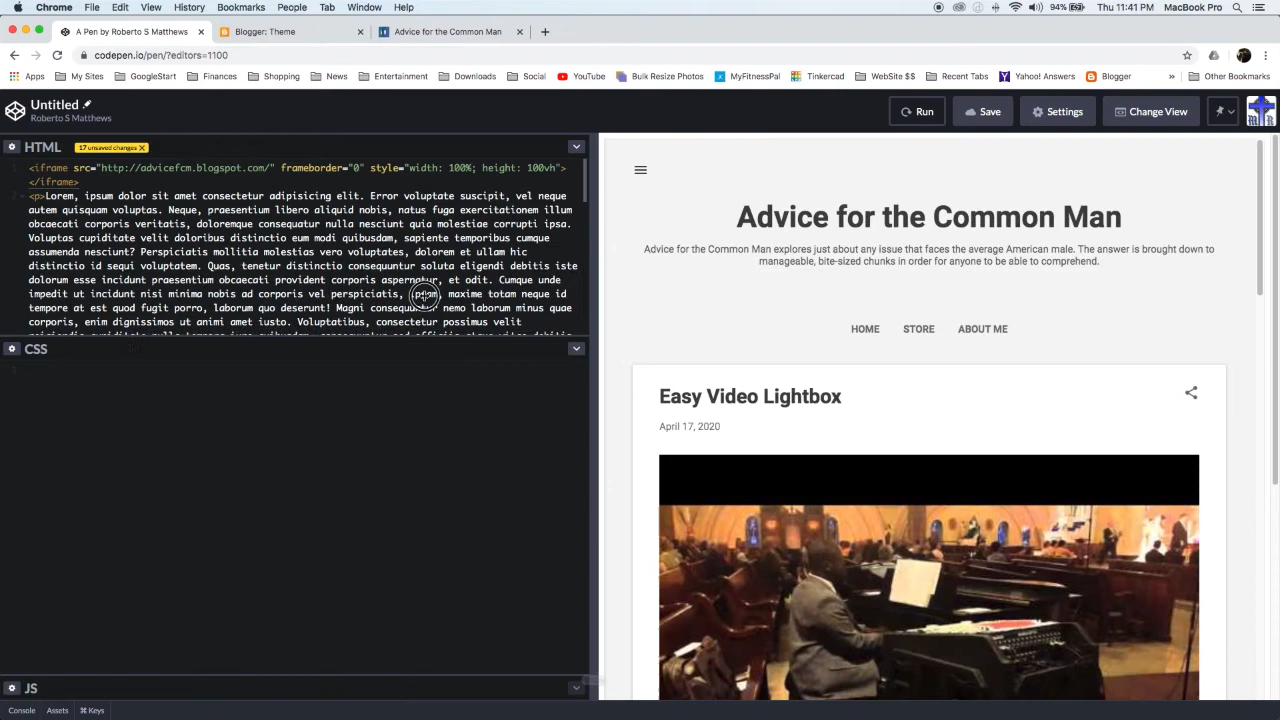 Chrome File Edit View History Bookmarks People Tab Window Help 94% Thu 11:41 PM MacBook Pro
A Pen by Roberto S Matthews Blogger: Theme Advice for the Common Man
codepen.io/pen/?editors=1100
Apps My Sites GoogleStart Finances Shopping News Entertainment Downloads Social YouTube Bulk Resize Photos MyFitnessPal Tinkercad WebSite $$ Recent Tabs Yahoo! Accounts Blogger » Other Bookmarks
Untitled
Roberto S Matthews
Run Save Settings Change View
HTML 17 unsaved changes X
1 <iframe src="http://advicefcm.blogspot.com/" frameborder="0" style="width: 100%; height: 100vh">
</iframe>
2 <p>Lorem, ipsum dolor sit amet consectetur adipisicing elit. Error voluptate suscipit, vel neque
autem quisquam voluptas. Neque, praesentium libero aliquid nobis, natus fuga exercitationem illum
obcaecati corporis veritatis, doloremque consequatur nulla nesciunt quia molestiae corrupti ipsa.
Voluptas cupiditate velit doloribus distinctio eum modi quibusdam, sapiente temporibus cumque
assumenda nesciunt? Perspiciatis mollitia molestias vero voluptates, dolorem et ullam hic
distinctio id sequi voluptatem. Quas, tenetur distinctio consequuntur soluta eligendi debitis iste
dolorum esse incidunt praesentium obcaecati provident corporis aspernatur, et odit. Cumque unde
impedit ut incidunt nisi minima nobis ad corporis vel perspiciatis, ipsam, maxime totam neque id
tempore at est quod fugit porro, laborum quo deserunt! Magni nemo laborum minus quae
corporis, enim dignissimos ut animi amet iusto. Voluptatibus, consectetur possimus velit
CSS
1
JS
Console Assets ⌘ Keys
Advice for the Common Man
Advice for the Common Man explores just about any issue that faces the average American male. The answer is brought down to
manageable, bite-sized chunks in order for anyone to be able to comprehend.
HOME STORE ABOUT ME
Easy Video Lightbox
April 17, 2020